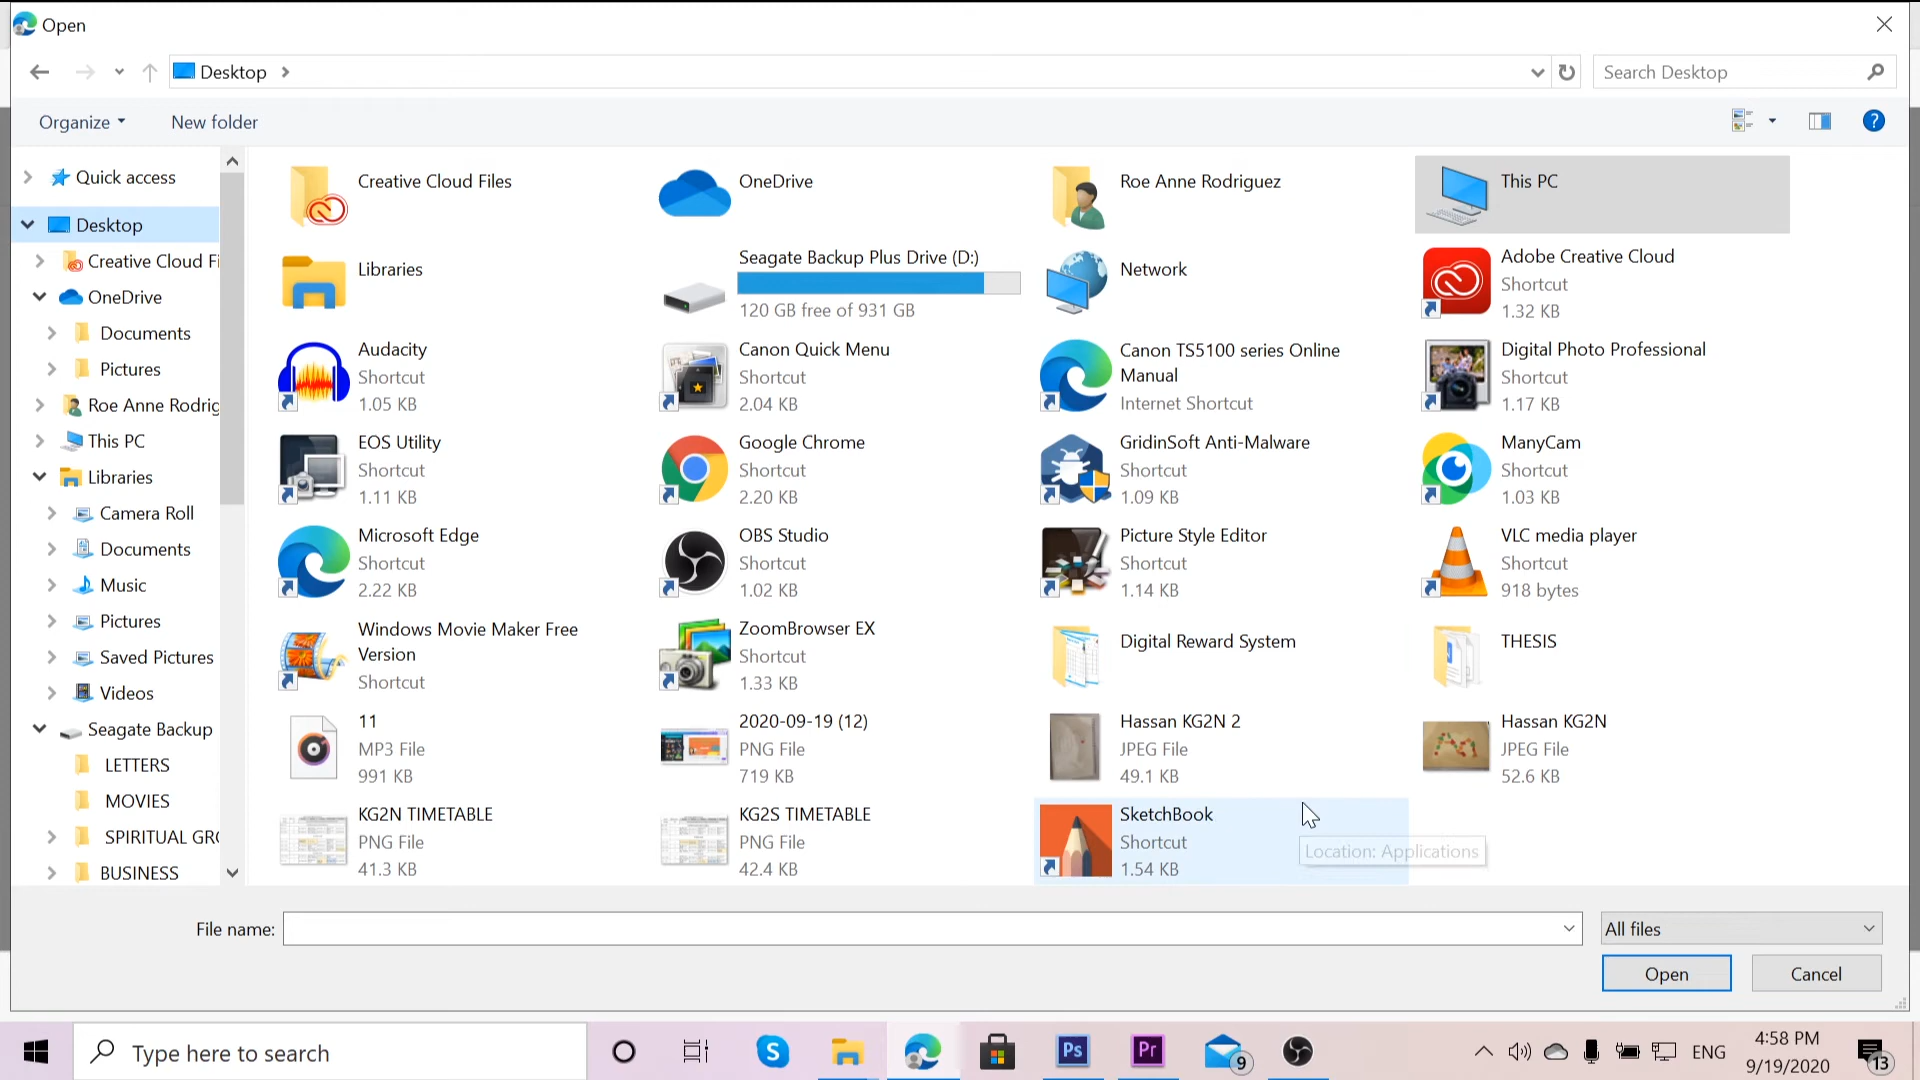 Open
Desktop
Search Desktop
Organize
New folder
?
Quick access
Desktop
Creative Cloud Fi
OneDrive
Documents
Pictures
Roe Anne Rodrig
This PC
Libraries
Camera Roll
Documents
Music
Pictures
Saved Pictures
Videos
Seagate Backup
LETTERS
MOVIES
SPIRITUAL GR
BUSINESS
Creative Cloud Files
OneDrive
Roe Anne Rodriguez
This PC
Libraries
Seagate Backup Plus Drive (D:)
120 GB free of 931 GB
Network
Adobe Creative Cloud
Shortcut
1.32 KB
Audacity
Shortcut
1.05 KB
Canon Quick Menu
Shortcut
2.04 KB
Canon TS5100 series Online
Manual
Internet Shortcut
Digital Photo Professional
Shortcut
1.17 KB
EOS Utility
Shortcut
1.11 KB
Google Chrome
Shortcut
2.20 KB
GridinSoft Anti-Malware
Shortcut
1.09 KB
ManyCam
Shortcut
1.03 KB
Microsoft Edge
Shortcut
2.22 KB
OBS Studio
Shortcut
1.02 KB
Picture Style Editor
Shortcut
1.14 KB
VLC media player
Shortcut
918 bytes
Windows Movie Maker Free
Version
Shortcut
ZoomBrowser EX
Shortcut
1.33 KB
Digital Reward System
THESIS
11
MP3 File
991 KB
2020-09-19 (12)
PNG File
719 KB
Hassan KG2N 2
JPEG File
49.1 KB
Hassan KG2N
JPEG File
52.6 KB
KG2N TIMETABLE
PNG File
41.3 KB
KG2S TIMETABLE
PNG File
42.4 KB
SketchBook
Shortcut
1.54 KB
Location: Applications
File name:
All files
Open
Cancel
Type here to search
S
Ps
Pr
9
ENG
4:58 PM
9/19/2020
13